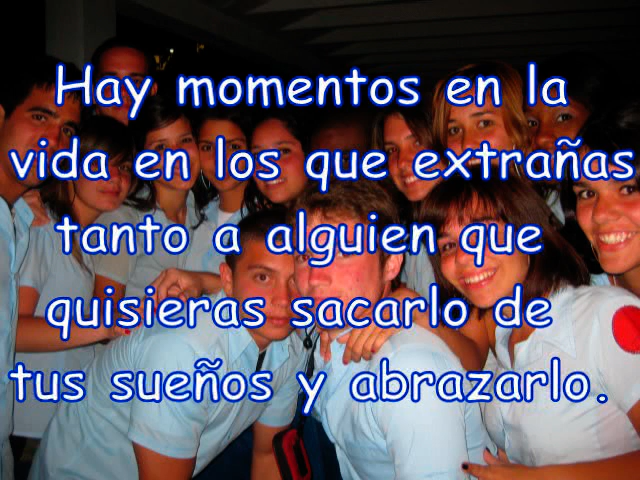 Hay momentos en la
vida en los que extrañas
tanto a alguien que
quisieras sacarlo de
tus sueños y abrazarlo.